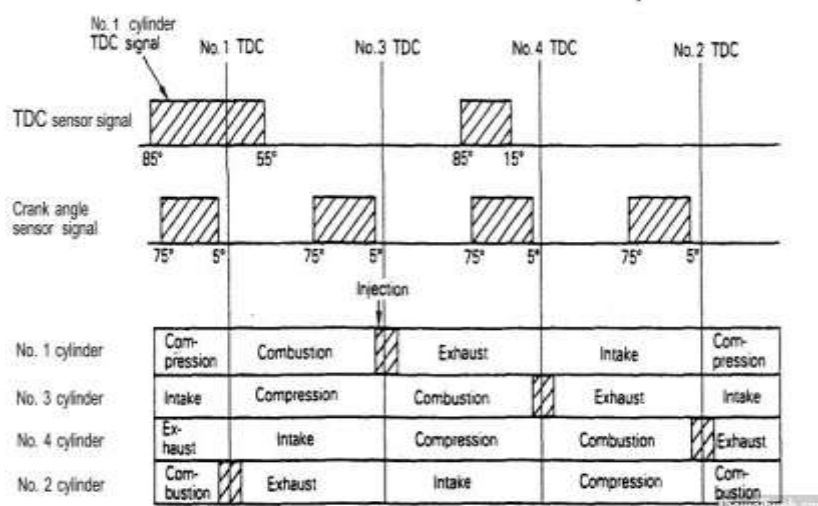 No.1 cylinder
TDC signal
No.1 TDC
No.3 TDC
No.4 TDC
No.2 TDC
TDC sensor signal
85°
55°
85°
15°
Crank angle
sensor signal
75°
5°
75°
5°
75°
5°
75°
5°
Injection
No. 1 cylinder
Com-
pression
Combustion
Exhaust
Intake
Com-
pression
No. 3 cylinder
Intake
Compression
Combustion
Exhaust
Intake
No. 4 cylinder
Ex-
haust
Intake
Compression
Combustion
Exhaust
No. 2 cylinder
Com-
bustion
Exhaust
Intake
Compression
Com-
bustion